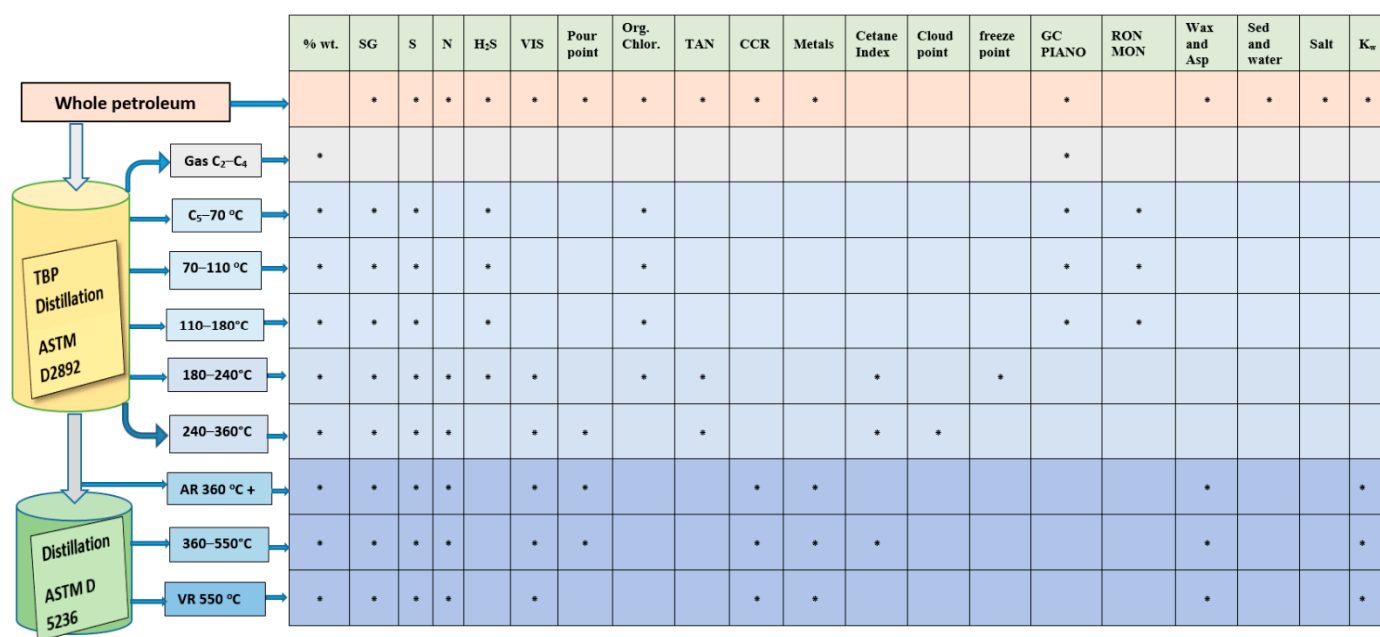 % wt. SG S N H₂S VIS Pour point Org. Chlor. TAN CCR Metals Cetane Index Cloud point freeze point GC PIANO RON MON Wax and Asp Sed and water Salt Kw
Whole petroleum * * * * * * * * * * * * * * *
Gas C₂–C₄ * *
C₅–70 °C * * * * * * *
70–110 °C * * * * * * *
110–180°C * * * * * * *
180–240°C * * * * * * * * * *
240–360°C * * * * * * * * *
AR 360 °C + * * * * * * * * * *
360–550°C * * * * * * * * * * *
VR 550 °C * * * * * * * * *
TBP
Distillation
ASTM
D2892
Distillation
ASTM D
5236